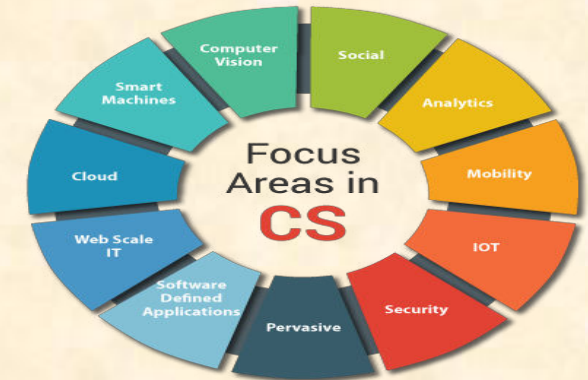 Focus
Areas in
CS
Social
Analytics
Mobility
IOT
Security
Pervasive
Software
Defined
Applications
Web Scale
IT
Cloud
Smart
Machines
Computer
Vision